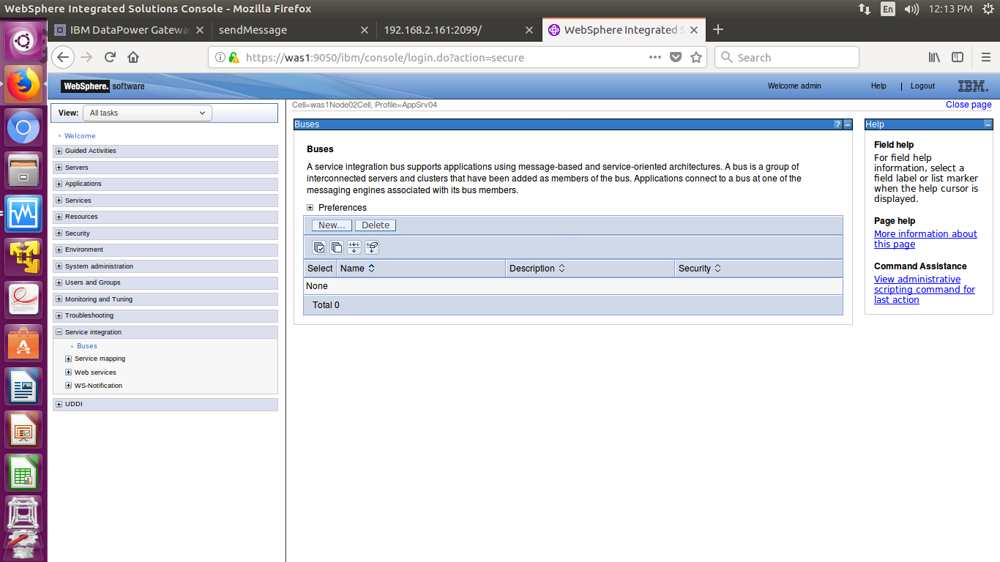 WebSphere Integrated Solutions Console - Mozilla Firefox
En
12:13 PM
IBM DataPower Gateway
sendMessage
192.168.2.161:2099/
WebSphere Integrated S
https://was1:9050/ibm/console/login.do?action=secure
Search
WebSphere. software
Welcome admin
Help
Logout
IBM.
View:
All tasks
Welcome
Guided Activities
Servers
Applications
Services
Resources
Security
Environment
System administration
Users and Groups
Monitoring and Tuning
Troubleshooting
Service integration
Buses
Service mapping
Web services
WS-Notification
UDDI
Cell=was1Node02Cell, Profile=AppSrv04
Close page
Buses
Buses
A service integration bus supports applications using message-based and service-oriented architectures. A bus is a group of
interconnected servers and clusters that have been added as members of the bus. Applications connect to a bus at one of the
messaging engines associated with its bus members.
Preferences
New...
Delete
Select
Name
Description
Security
None
Total 0
Help
Field help
For field help
information, select a
field label or list marker
when the help cursor is
displayed.
Page help
More information about
this page
Command Assistance
View administrative
scripting command for
last action